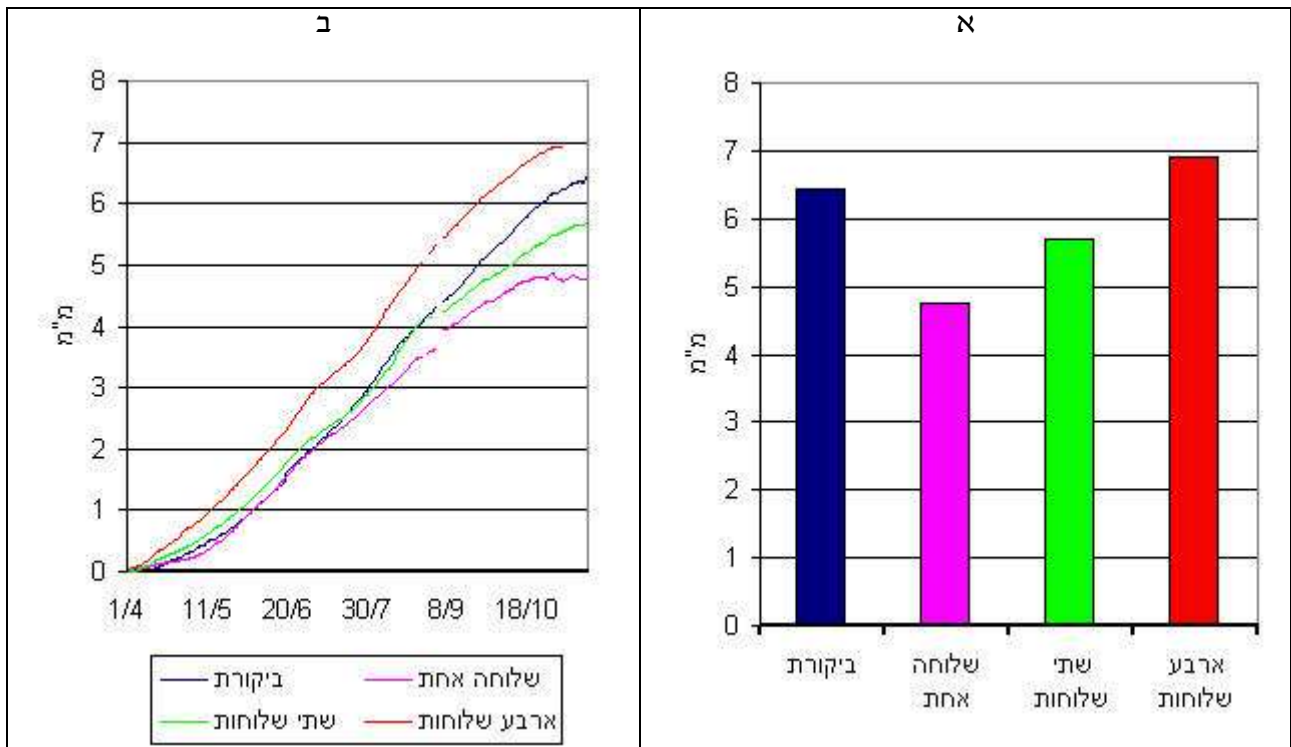 א
8
7
6
5
4
3
2
1
0
מ"מ
ביקורת
שלוחה
אחת
שתי
שלוחות
ארבע
שלוחות
ב
8
7
6
5
4
3
2
1
0
מ"מ
1/4 11/5 20/6 30/7 8/9 18/10
ביקורת
שלוחה אחת
שתי שלוחות
ארבע שלוחות